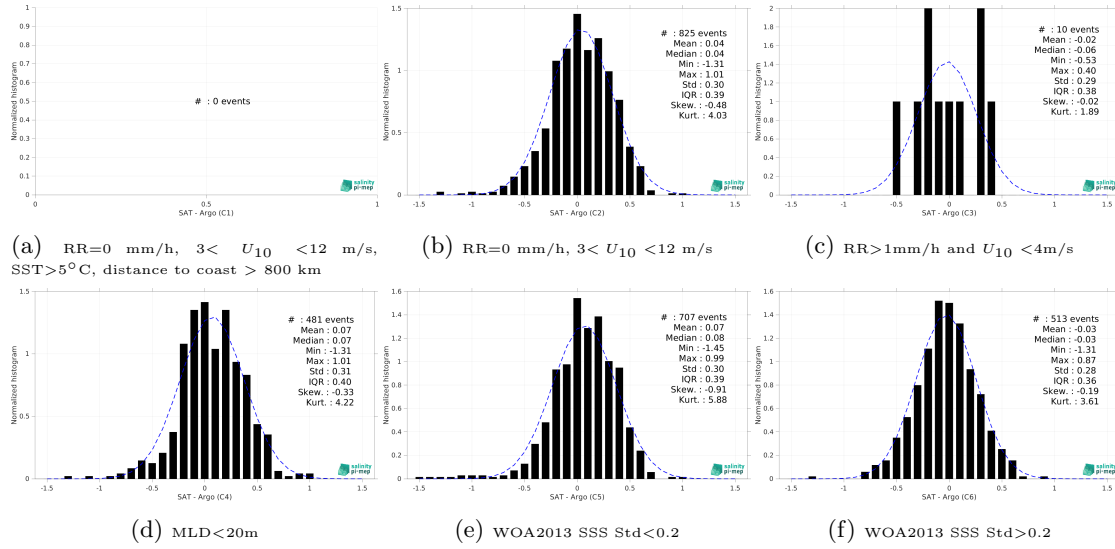 1
0.9
0.8
0.7
0.6
0.5
0.4
0.3
0.2
0.1
0
Normalized histogram
# : 0 events
0 0.5 1
SAT - Argo (C1)
salinity
pi-mep
(a) RR=0 mm/h, 3< U10 <12 m/s,
SST>5°C, distance to coast > 800 km
1.5
1
0.5
0
Normalized histogram
# : 825 events
Mean : 0.04
Median : 0.04
Min : -1.31
Max : 1.01
Std : 0.30
IQR : 0.39
Skew. : -0.48
Kurt. : 4.03
-1.5 -1 -0.5 0 0.5 1 1.5
SAT - Argo (C2)
salinity
pi-mep
(b) RR=0 mm/h, 3< U10 <12 m/s
2
1.8
1.6
1.4
1.2
1
0.8
0.6
0.4
0.2
0
Normalized histogram
# : 10 events
Mean : -0.02
Median : -0.06
Min : -0.53
Max : 0.40
Std : 0.29
IQR : 0.38
Skew. : -0.02
Kurt. : 1.89
-1.5 -1 -0.5 0 0.5 1 1.5
SAT - Argo (C3)
salinity
pi-mep
(c) RR>1mm/h and U10 <4m/s
1.5
1
0.5
0
Normalized histogram
# : 481 events
Mean : 0.07
Median : 0.07
Min : -1.31
Max : 1.01
Std : 0.31
IQR : 0.40
Skew. : -0.33
Kurt. : 4.22
-1.5 -1 -0.5 0 0.5 1 1.5
SAT - Argo (C4)
salinity
pi-mep
(d) MLD<20m
1.6
1.4
1.2
1
0.8
0.6
0.4
0.2
0
Normalized histogram
# : 707 events
Mean : 0.07
Median : 0.08
Min : -1.45
Max : 0.99
Std : 0.30
IQR : 0.39
Skew. : -0.91
Kurt. : 5.88
-1.5 -1 -0.5 0 0.5 1 1.5
SAT - Argo (C5)
salinity
pi-mep
(e) WOA2013 SSS Std<0.2
1.6
1.4
1.2
1
0.8
0.6
0.4
0.2
0
Normalized histogram
# : 513 events
Mean : -0.03
Median : -0.03
Min : -1.31
Max : 0.87
Std : 0.28
IQR : 0.36
Skew. : -0.19
Kurt. : 3.61
-1.5 -1 -0.5 0 0.5 1 1.5
SAT - Argo (C6)
salinity
pi-mep
(f) WOA2013 SSS Std>0.2